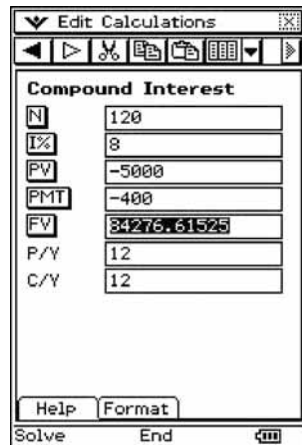 Edit Calculations
Compound Interest
N 120
I% 8
PV -5000
PMT -400
FV 84276.61525
P/Y 12
C/Y 12
Help Format
Solve End